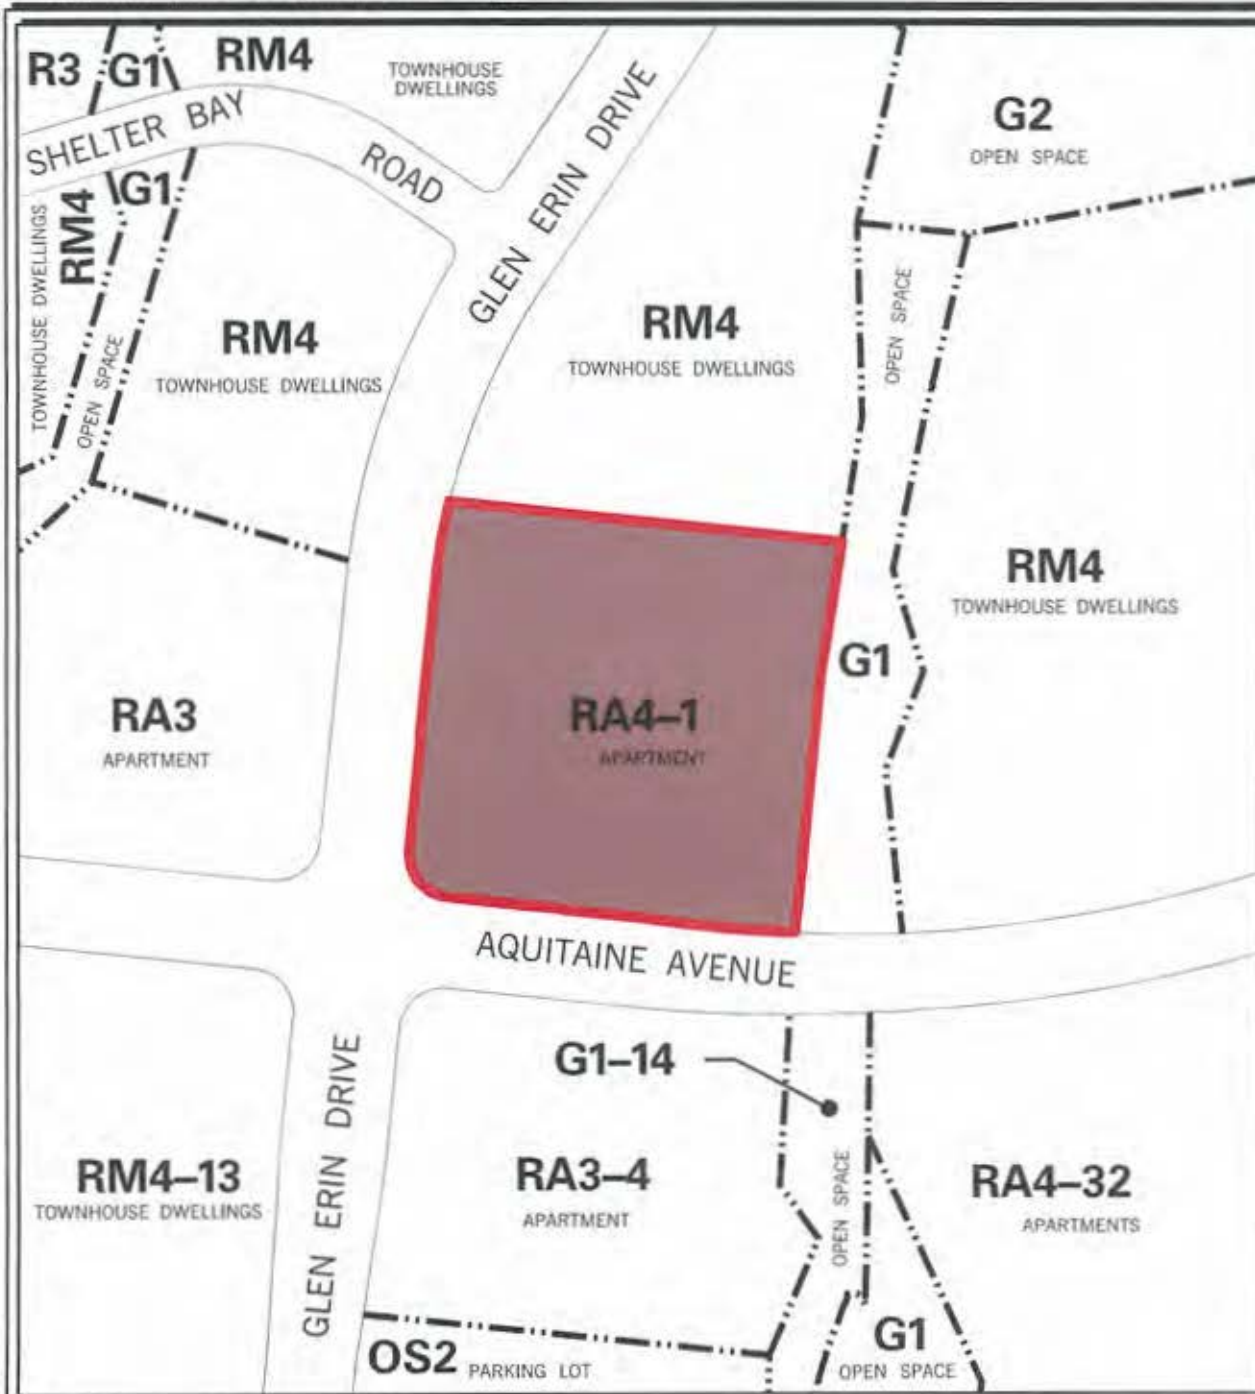 R3
G1
RM4
TOWNHOUSE
DWELLINGS
SHELTER BAY
ROAD
GLEN ERIN DRIVE
G2
OPEN SPACE
G1
RM4
TOWNHOUSE DWELLINGS
OPEN SPACE
RM4
TOWNHOUSE DWELLINGS
RM4
TOWNHOUSE DWELLINGS
OPEN SPACE
RM4
TOWNHOUSE DWELLINGS
G1
RA3
APARTMENT
RA4–1
APARTMENT
AQUITAINE AVENUE
G1–14
GLEN ERIN DRIVE
RM4–13
TOWNHOUSE DWELLINGS
RA3–4
APARTMENT
OPEN SPACE
RA4–32
APARTMENTS
OS2 PARKING LOT
G1
OPEN SPACE